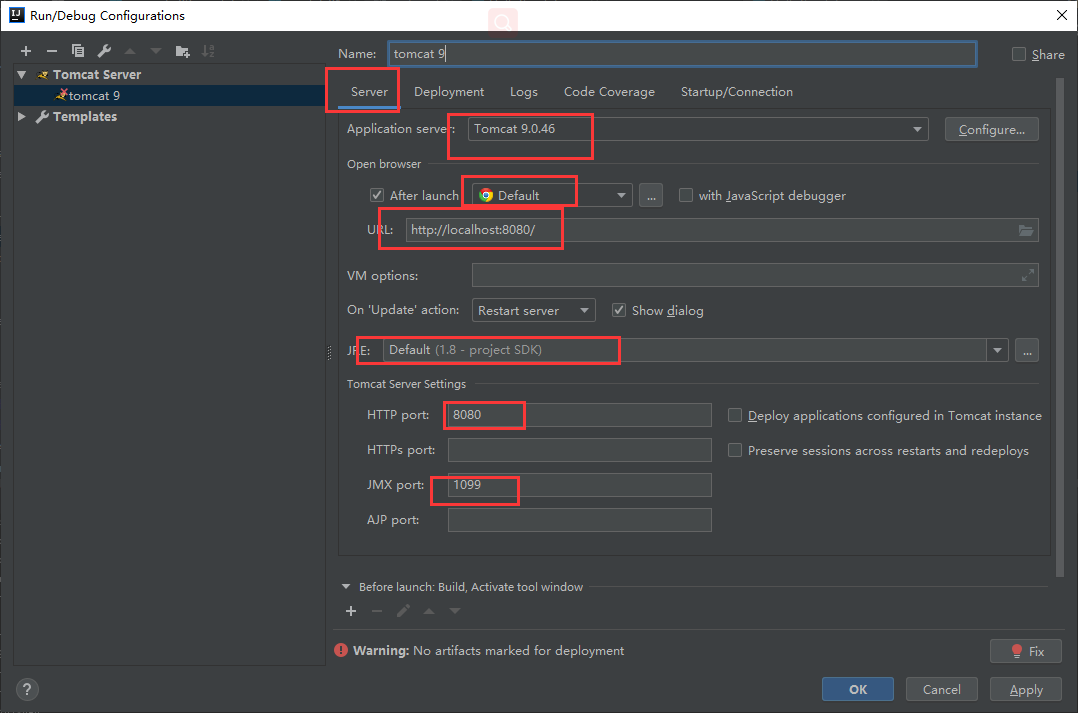 Run/Debug Configurations
Name: tomcat 9
Share
Tomcat Server
tomcat 9
Templates
Server Deployment Logs Code Coverage Startup/Connection
Application server: Tomcat 9.0.46 Configure...
Open browser
After launch Default ... with JavaScript debugger
URL: http://localhost:8080/
VM options:
On 'Update' action: Restart server Show dialog
JRE: Default (1.8 - project SDK) ...
Tomcat Server Settings
HTTP port: 8080 Deploy applications configured in Tomcat instance
HTTPs port: Preserve sessions across restarts and redeploys
JMX port: 1099
AJP port:
Before launch: Build, Activate tool window
Warning: No artifacts marked for deployment Fix
? OK Cancel Apply